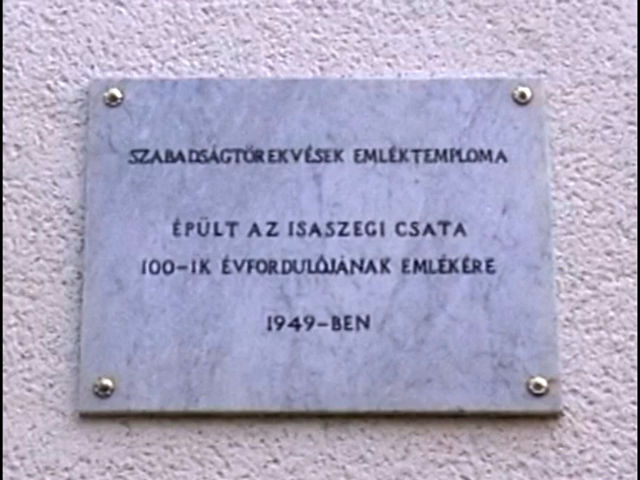 SZABADSÁGTÖREKVÉSEK EMLÉKTEMPLOMA
ÉPÜLT AZ ISASZEGI CSATA
100-IK ÉVFORDULÓJÁNAK EMLÉKÉRE
1949-BEN